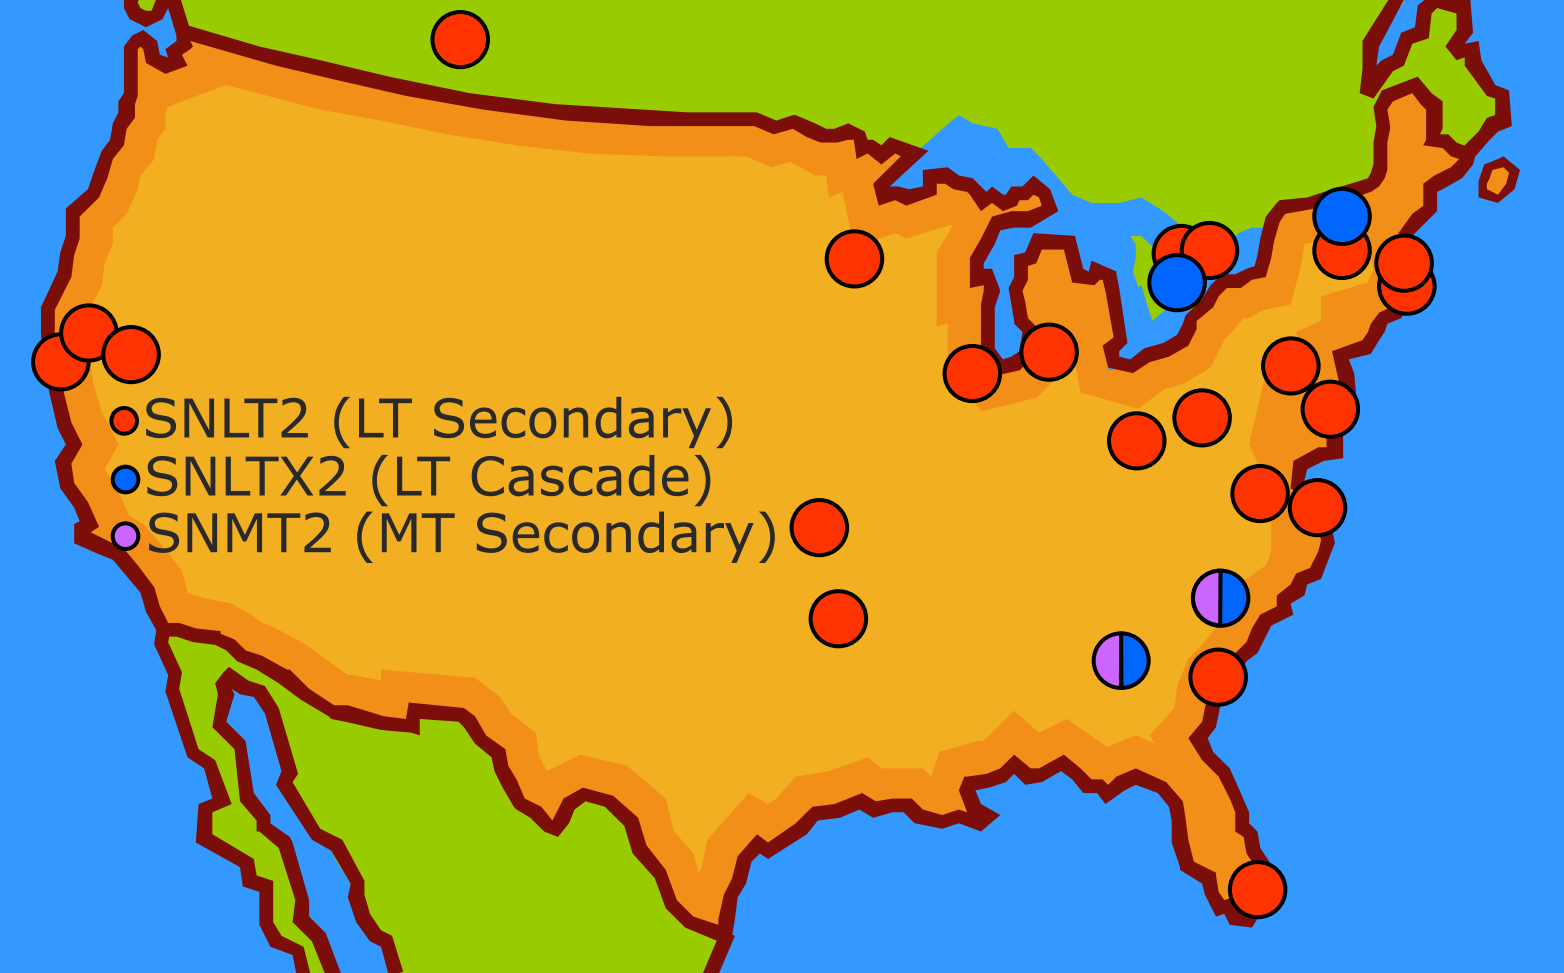 SNLT2 (LT Secondary)
SNLTX2 (LT Cascade)
SNMT2 (MT Secondary)